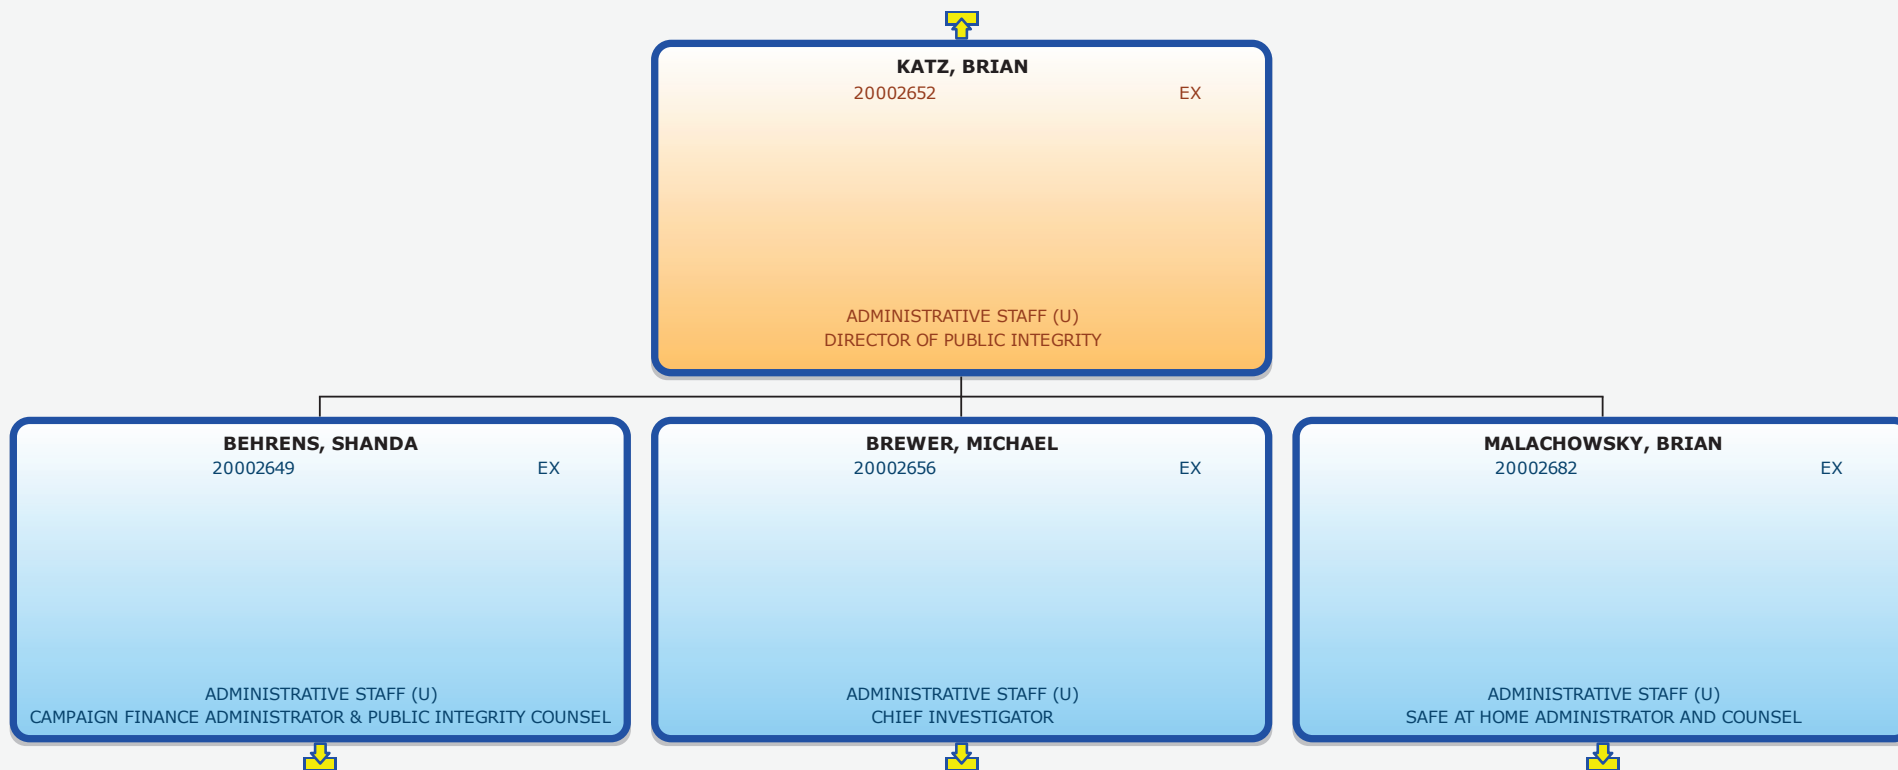 KATZ, BRIAN
20002652 EX
ADMINISTRATIVE STAFF (U)
DIRECTOR OF PUBLIC INTEGRITY
BEHRENS, SHANDA
20002649 EX
ADMINISTRATIVE STAFF (U)
CAMPAIGN FINANCE ADMINISTRATOR & PUBLIC INTEGRITY COUNSEL
BREWER, MICHAEL
20002656 EX
ADMINISTRATIVE STAFF (U)
CHIEF INVESTIGATOR
MALACHOWSKY, BRIAN
20002682 EX
ADMINISTRATIVE STAFF (U)
SAFE AT HOME ADMINISTRATOR AND COUNSEL